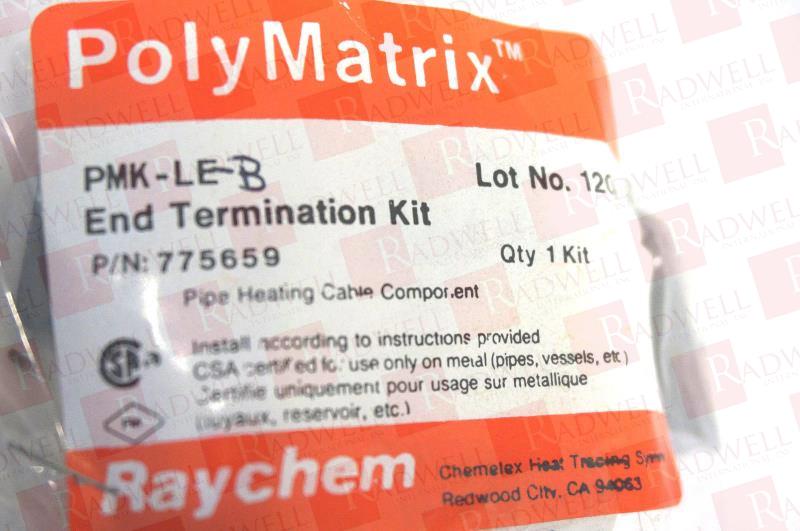 PolyMatrix™
PMK-LE-B
Lot No. 120
End Termination Kit
P/N: 775659
Qty 1 Kit
Pipe Heating Cable Component
Install according to instructions provided
CSA certified for use only on metal (pipes, vessels, etc)
Certifié uniquement pour usage sur metallique
(tuyaux, reservoir, etc.)
Raychem
Chemelex Heat Tracing
Redwood City, CA 94063
RADWELL